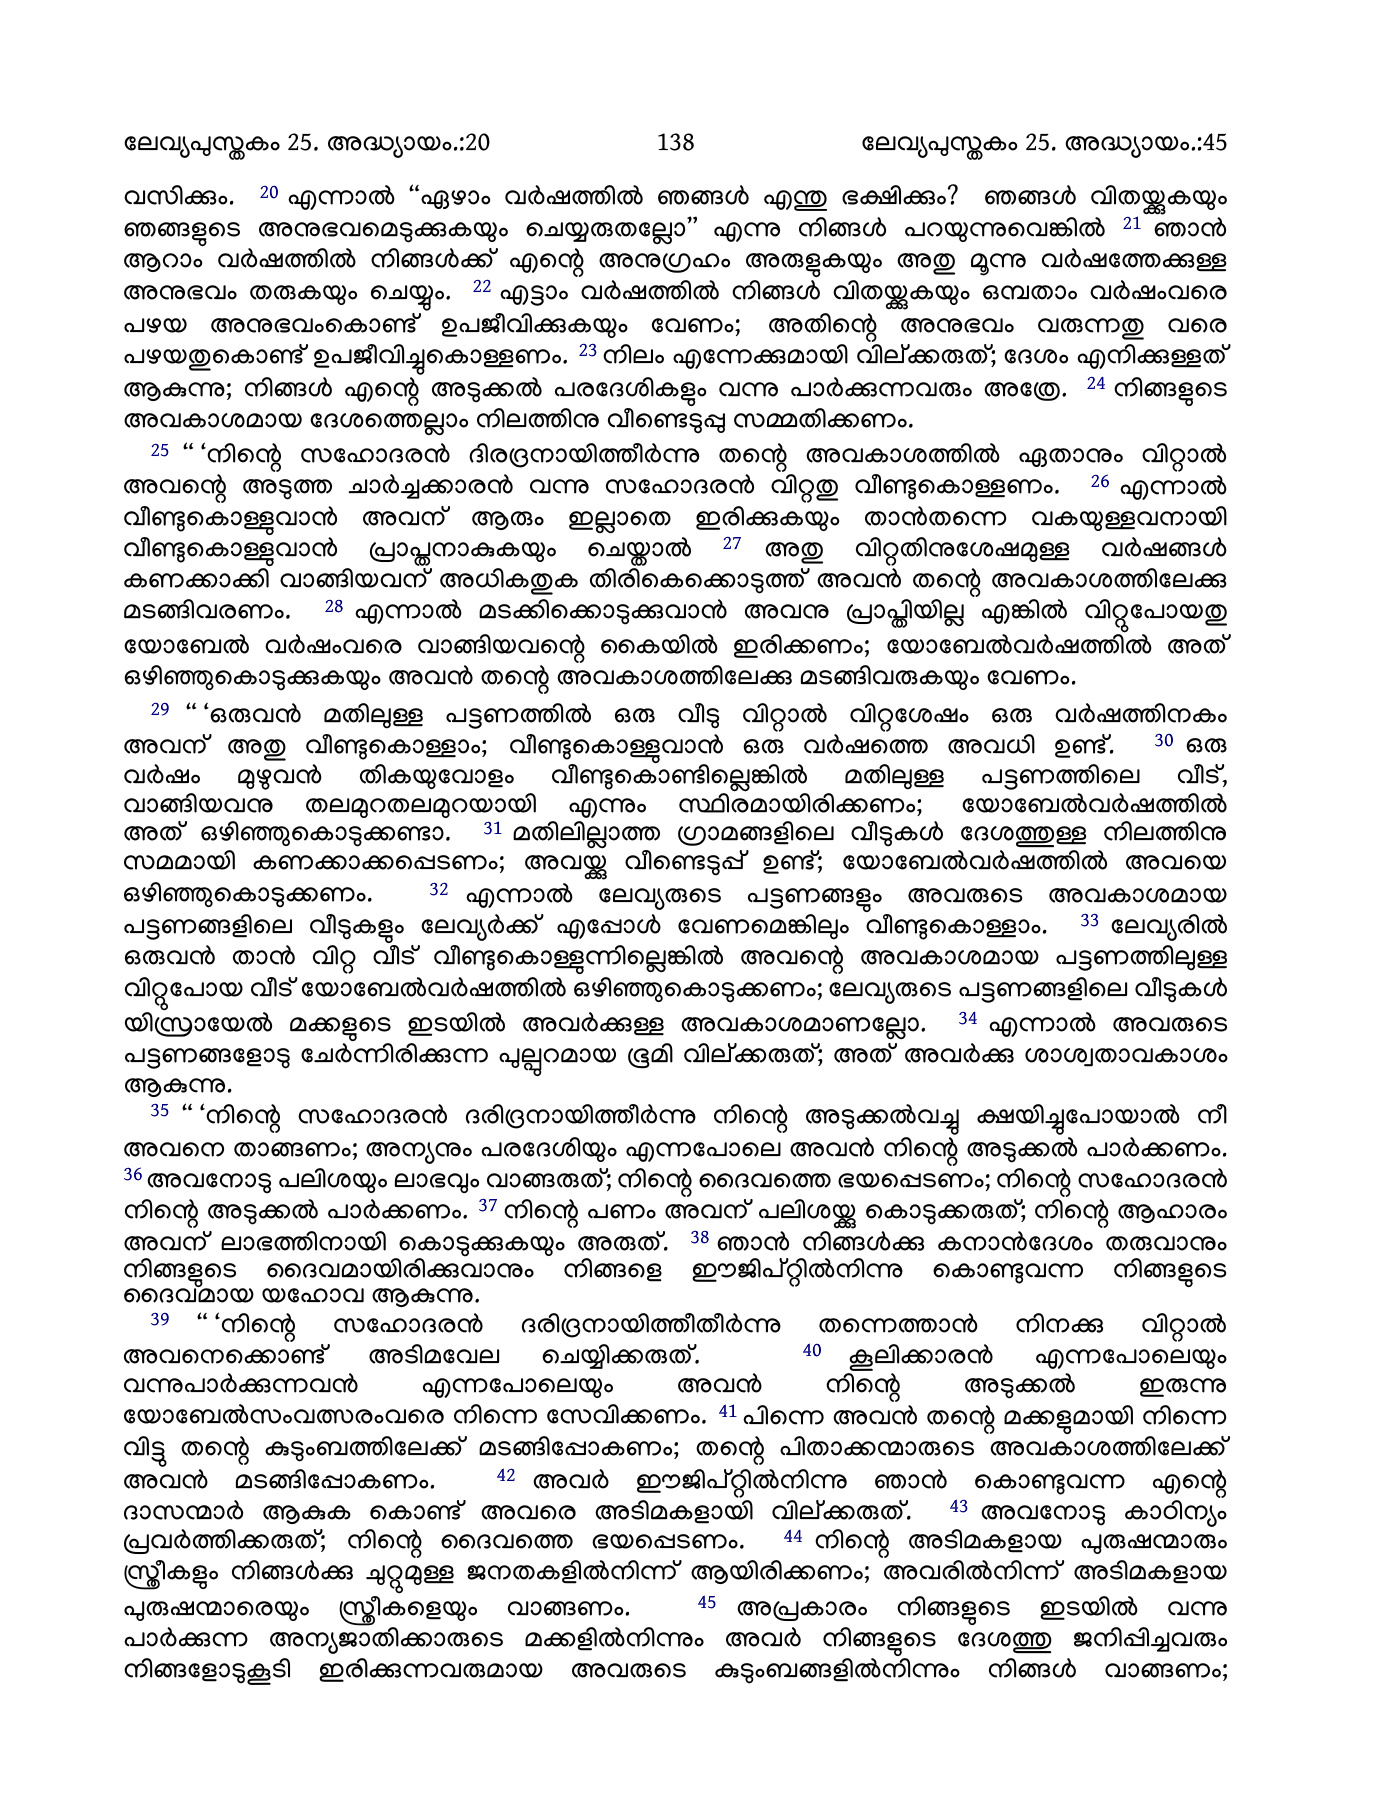 ലേവ്യപുസ്തകം 25. അദ്ധ്യായം.:20 138 ലേവ്യപുസ്തകം 25. അദ്ധ്യായം.:45
വസിക്കും. 20 എന്നാൽ “ഏഴാം വർഷത്തിൽ ഞങ്ങൾ എന്തു ഭക്ഷിക്കും? ഞങ്ങൾ വിതയ്ക്കുകയും
ഞങ്ങളുടെ അനുഭവമെടുക്കുകയും ചെയ്യരുതല്ലോ” എന്നു നിങ്ങൾ പറയുന്നുവെങ്കിൽ 21 ഞാൻ
ആറാം വർഷത്തിൽ നിങ്ങൾക്ക് എന്റെ അനുഗ്രഹം അരുളുകയും അതു മൂന്നു വർഷത്തേക്കുള്ള
അനുഭവം തരുകയും ചെയ്യും. 22 എട്ടാം വർഷത്തിൽ നിങ്ങൾ വിതയ്ക്കുകയും ഒമ്പതാം വർഷംവരെ
പഴയ അനുഭവംകൊണ്ട് ഉപജീവിക്കുകയും വേണം; അതിന്റെ അനുഭവം വരുന്നതു വരെ
പഴയതുകൊണ്ട് ഉപജീവിച്ചുകൊള്ളണം. 23 നിലം എന്നേക്കുമായി വില്ക്കരുത്; ദേശം എനിക്കുള്ളത്
ആകുന്നു; നിങ്ങൾ എന്റെ അടുക്കൽ പരദേശികളും വന്നു പാർക്കുന്നവരും അത്രേ. 24 നിങ്ങളുടെ
അവകാശമായ ദേശത്തെല്ലാം നിലത്തിനു വീണ്ടെടുപ്പു സമ്മതിക്കണം.
25 “ ‘നിന്റെ സഹോദരൻ ദിരദ്രനായിത്തീർന്നു തന്റെ അവകാശത്തിൽ ഏതാനും വിറ്റാൽ
അവന്റെ അടുത്ത ചാർച്ചക്കാരൻ വന്നു സഹോദരൻ വിറ്റതു വീണ്ടുകൊള്ളണം. 26 എന്നാൽ
വീണ്ടുകൊള്ളുവാൻ അവന് ആരും ഇല്ലാതെ ഇരിക്കുകയും താൻതന്നെ വകയുള്ളവനായി
വീണ്ടുകൊള്ളുവാൻ പ്രാപ്തനാകുകയും ചെയ്താൽ 27 അതു വിറ്റതിനുശേഷമുള്ള വർഷങ്ങൾ
കണക്കാക്കി വാങ്ങിയവന് അധികതുക തിരികെക്കൊടുത്ത് അവൻ തന്റെ അവകാശത്തിലേക്കു
മടങ്ങിവരണം. 28 എന്നാൽ മടക്കിക്കൊടുക്കുവാൻ അവനു പ്രാപ്തിയില്ല എങ്കിൽ വിറ്റുപോയതു
യോബേൽ വർഷംവരെ വാങ്ങിയവന്റെ കൈയിൽ ഇരിക്കണം; യോബേൽവർഷത്തിൽ അത്
ഒഴിഞ്ഞുകൊടുക്കുകയും അവൻ തന്റെ അവകാശത്തിലേക്കു മടങ്ങിവരുകയും വേണം.
29 “ ‘ഒരുവൻ മതിലുള്ള പട്ടണത്തിൽ ഒരു വീടു വിറ്റാൽ വിറ്റശേഷം ഒരു വർഷത്തിനകം
അവന് അതു വീണ്ടുകൊള്ളാം; വീണ്ടുകൊള്ളുവാൻ ഒരു വർഷത്തെ അവധി ഉണ്ട്. 30 ഒരു
വർഷം മുഴുവൻ തികയുവോളം വീണ്ടുകൊണ്ടില്ലെങ്കിൽ മതിലുള്ള പട്ടണത്തിലെ വീട്,
വാങ്ങിയവനു തലമുറതലമുറയായി എന്നും സ്ഥിരമായിരിക്കണം; യോബേൽവർഷത്തിൽ
അത് ഒഴിഞ്ഞുകൊടുക്കണ്ടാ. 31 മതിലില്ലാത്ത ഗ്രാമങ്ങളിലെ വീടുകൾ ദേശത്തുള്ള നിലത്തിനു
സമമായി കണക്കാക്കപ്പെടണം; അവയ്ക്കു വീണ്ടെടുപ്പ് ഉണ്ട്; യോബേൽവർഷത്തിൽ അവയെ
ഒഴിഞ്ഞുകൊടുക്കണം. 32 എന്നാൽ ലേവ്യരുടെ പട്ടണങ്ങളും അവരുടെ അവകാശമായ
പട്ടണങ്ങളിലെ വീടുകളും ലേവ്യർക്ക് എപ്പോൾ വേണമെങ്കിലും വീണ്ടുകൊള്ളാം. 33 ലേവ്യരിൽ
ഒരുവൻ താൻ വിറ്റ വീട് വീണ്ടുകൊള്ളുന്നില്ലെങ്കിൽ അവന്റെ അവകാശമായ പട്ടണത്തിലുള്ള
വിറ്റുപോയ വീട് യോബേൽവർഷത്തിൽ ഒഴിഞ്ഞുകൊടുക്കണം; ലേവ്യരുടെ പട്ടണങ്ങളിലെ വീടുകൾ
യിസ്രായേൽ മക്കളുടെ ഇടയിൽ അവർക്കുള്ള അവകാശമാണല്ലോ. 34 എന്നാൽ അവരുടെ
പട്ടണങ്ങളോടു ചേർന്നിരിക്കുന്ന പുല്പുറമായ ഭൂമി വില്ക്കരുത്; അത് അവർക്കു ശാശ്വതാവകാശം
ആകുന്നു.
35 “ ‘നിന്റെ സഹോദരൻ ദരിദ്രനായിത്തീർന്നു നിന്റെ അടുക്കൽവച്ചു ക്ഷയിച്ചുപോയാൽ നീ
അവനെ താങ്ങണം; അന്യനും പരദേശിയും എന്നപോലെ അവൻ നിന്റെ അടുക്കൽ പാർക്കണം.
36 അവനോടു പലിശയും ലാഭവും വാങ്ങരുത്; നിന്റെ ദൈവത്തെ ഭയപ്പെടണം; നിന്റെ സഹോദരൻ
നിന്റെ അടുക്കൽ പാർക്കണം. 37 നിന്റെ പണം അവന് പലിശയ്ക്കു കൊടുക്കരുത്; നിന്റെ ആഹാരം
അവന് ലാഭത്തിനായി കൊടുക്കുകയും അരുത്. 38 ഞാൻ നിങ്ങൾക്കു കനാൻദേശം തരുവാനും
നിങ്ങളുടെ ദൈവമായിരിക്കുവാനും നിങ്ങളെ ഈജിപ്റ്റിൽനിന്നു കൊണ്ടുവന്ന നിങ്ങളുടെ
ദൈവമായ യഹോവ ആകുന്നു.
39 “ ‘നിന്റെ സഹോദരൻ ദരിദ്രനായിത്തീതീർന്നു തന്നെത്താൻ നിനക്കു വിറ്റാൽ
അവനെക്കൊണ്ട് അടിമവേല ചെയ്യിക്കരുത്. 40 കൂലിക്കാരൻ എന്നപോലെയും
വന്നുപാർക്കുന്നവൻ എന്നപോലെയും അവൻ നിന്റെ അടുക്കൽ ഇരുന്നു
യോബേൽസംവത്സരംവരെ നിന്നെ സേവിക്കണം. 41 പിന്നെ അവൻ തന്റെ മക്കളുമായി നിന്നെ
വിട്ടു തന്റെ കുടുംബത്തിലേക്ക് മടങ്ങിപ്പോകണം; തന്റെ പിതാക്കന്മാരുടെ അവകാശത്തിലേക്ക്
അവൻ മടങ്ങിപ്പോകണം. 42 അവർ ഈജിപ്റ്റിൽനിന്നു ഞാൻ കൊണ്ടുവന്ന എന്റെ
ദാസന്മാർ ആകുക കൊണ്ട് അവരെ അടിമകളായി വില്ക്കരുത്. 43 അവനോടു കാഠിന്യം
പ്രവർത്തിക്കരുത്; നിന്റെ ദൈവത്തെ ഭയപ്പെടണം. 44 നിന്റെ അടിമകളായ പുരുഷന്മാരും
സ്ത്രീകളും നിങ്ങൾക്കു ചുറ്റുമുള്ള ജനതകളിൽനിന്ന് ആയിരിക്കണം; അവരിൽനിന്ന് അടിമകളായ
പുരുഷന്മാരെയും സ്ത്രീകളെയും വാങ്ങണം. 45 അപ്രകാരം നിങ്ങളുടെ ഇടയിൽ വന്നു
പാർക്കുന്ന അന്യജാതിക്കാരുടെ മക്കളിൽനിന്നും അവർ നിങ്ങളുടെ ദേശത്തു ജനിപ്പിച്ചവരും
നിങ്ങളോടുകൂടി ഇരിക്കുന്നവരുമായ അവരുടെ കുടുംബങ്ങളിൽനിന്നും നിങ്ങൾ വാങ്ങണം;